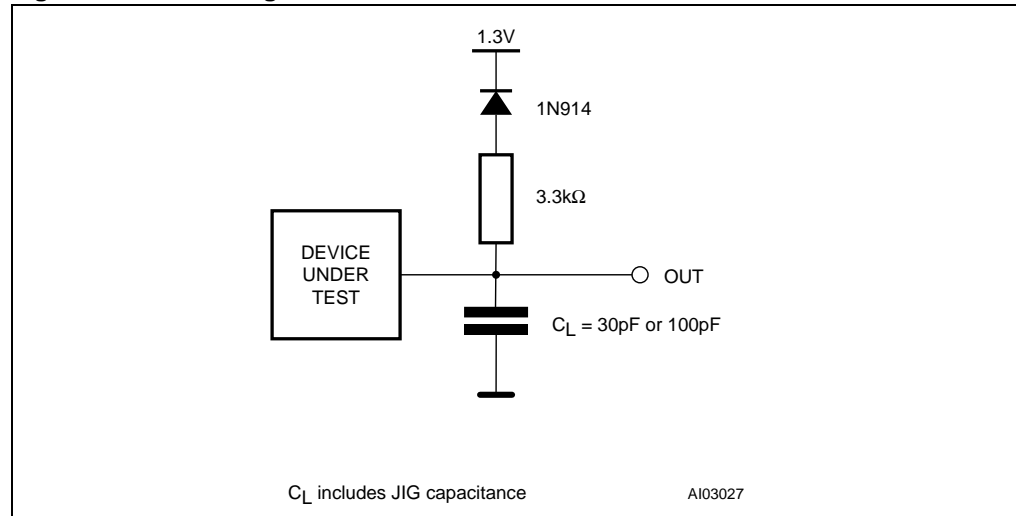 1.3V
1N914
3.3kΩ
DEVICE
UNDER
TEST
OUT
CL = 30pF or 100pF
CL includes JIG capacitance
AI03027